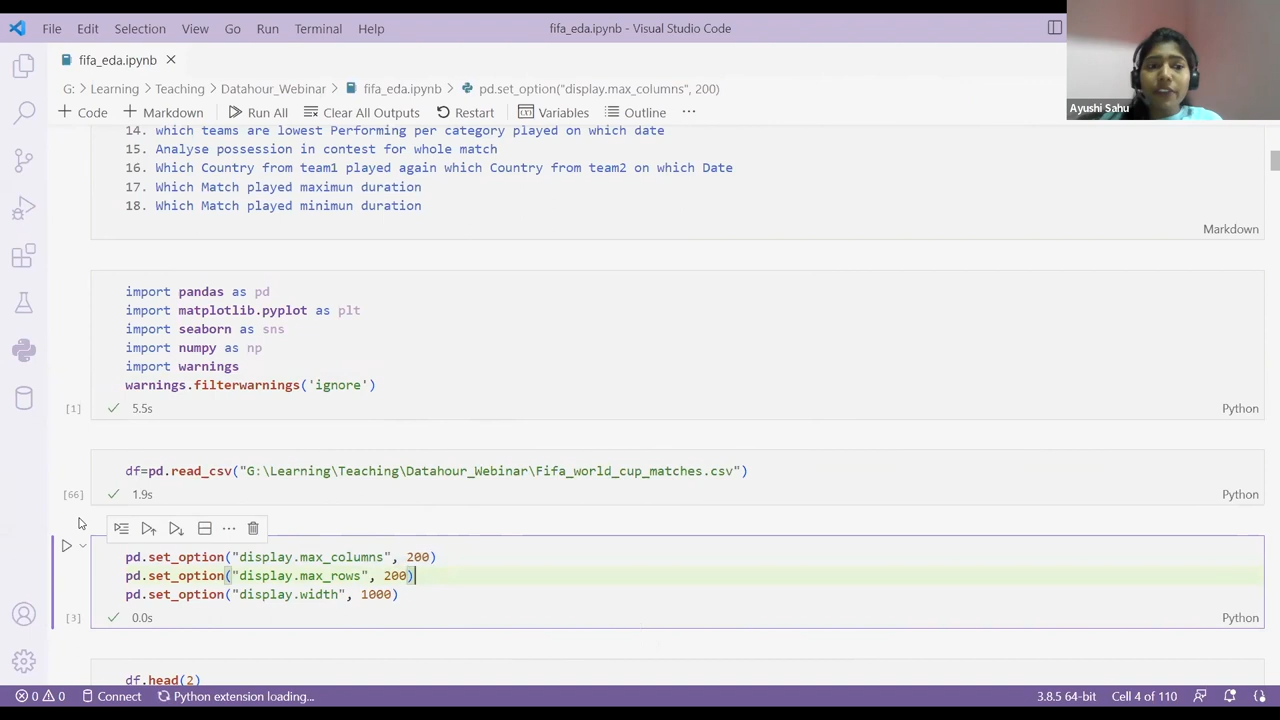 File Edit Selection View Go Run Terminal Help fifa_eda.ipynb - Visual Studio Code
fifa_eda.ipynb
G: > Learning > Teaching > Datahour_Webinar > fifa_eda.ipynb > pd.set_option("display.max_columns", 200)
Ayushi Sahu
+ Code + Markdown Run All Clear All Outputs Restart Variables Outline ...
14. which teams are lowest Performing per category played on which date
15. Analyse possession in contest for whole match
16. Which Country from team1 played again which Country from team2 on which Date
17. Which Match played maximun duration
18. Which Match played minimun duration
Markdown
import pandas as pd
import matplotlib.pyplot as plt
import seaborn as sns
import numpy as np
import warnings
warnings.filterwarnings('ignore')
[1] 5.5s Python
df=pd.read_csv("G:\Learning\Teaching\Datahour_Webinar\Fifa_world_cup_matches.csv")
[66] 1.9s Python
pd.set_option("display.max_columns", 200)
pd.set_option("display.max_rows", 200)
pd.set_option("display.width", 1000)
[3] 0.0s Python
df.head(2)
0 0 Connect Python extension loading... 3.8.5 64-bit Cell 4 of 110